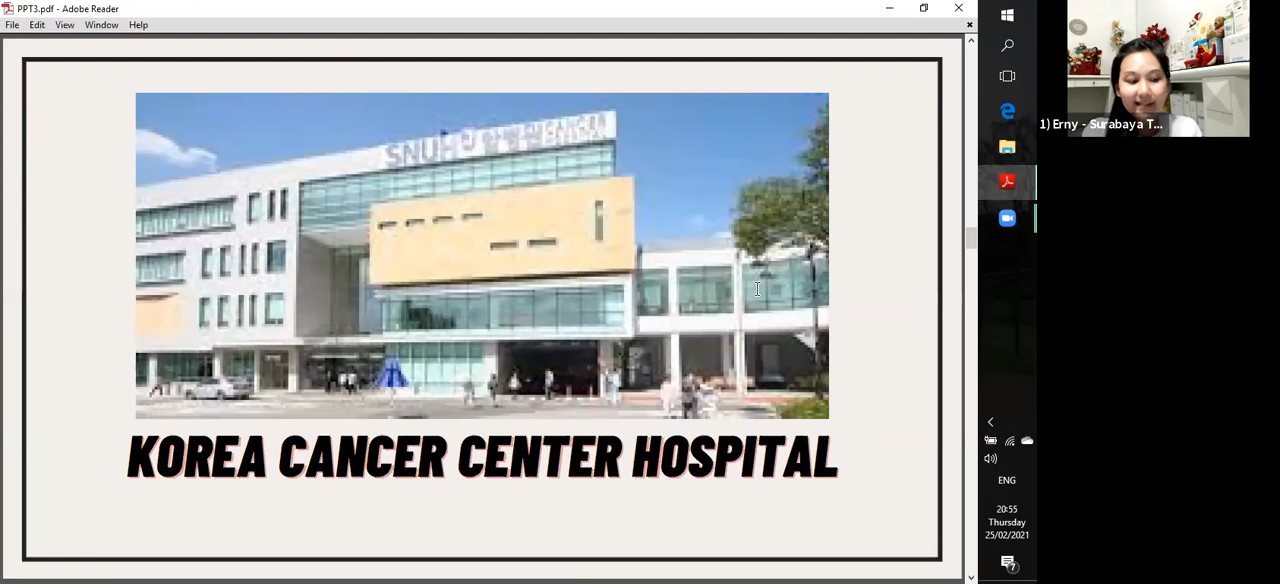 PPT3.pdf - Adobe Reader
File Edit View Window Help
KOREA CANCER CENTER HOSPITAL
1) Erny - Surabaya T...
ENG
20:55
Thursday
25/02/2021
7